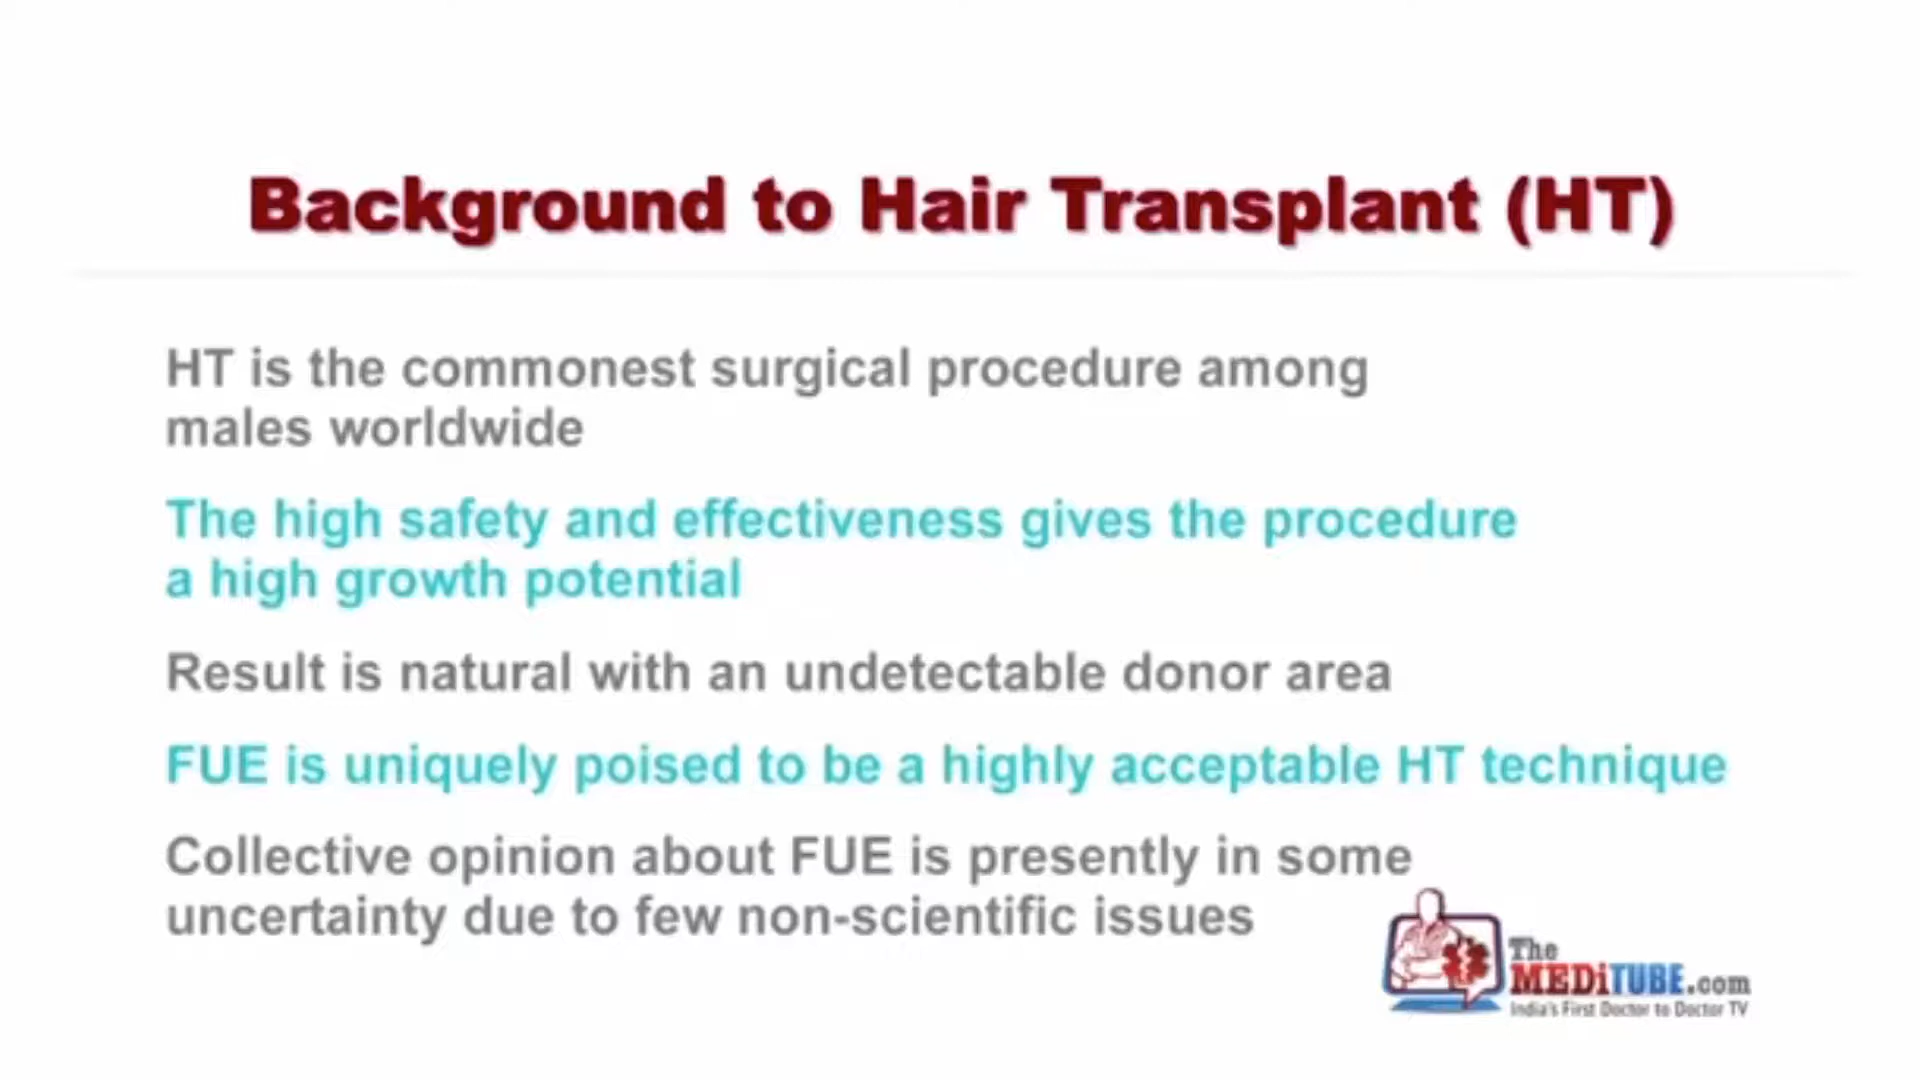 Background to Hair Transplant (HT)
HT is the commonest surgical procedure among
males worldwide
The high safety and effectiveness gives the procedure
a high growth potential
Result is natural with an undetectable donor area
FUE is uniquely poised to be a highly acceptable HT technique
Collective opinion about FUE is presently in some
uncertainty due to few non-scientific issues
The
MEDiTUBE.com
India's First Doctor to Doctor TV